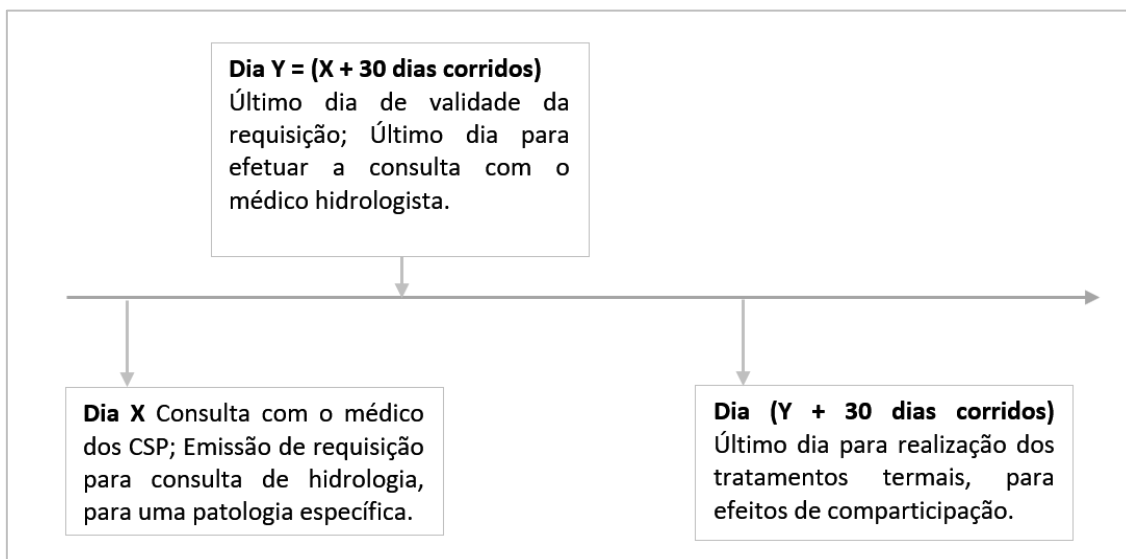 Dia Y = (X + 30 dias corridos)
Último dia de validade da
requisição; Último dia para
efetuar a consulta com o
médico hidrologista.
Dia X Consulta com o médico
dos CSP; Emissão de requisição
para consulta de hidrologia,
para uma patologia específica.
Dia (Y + 30 dias corridos)
Último dia para realização dos
tratamentos termais, para
efeitos de comparticipação.